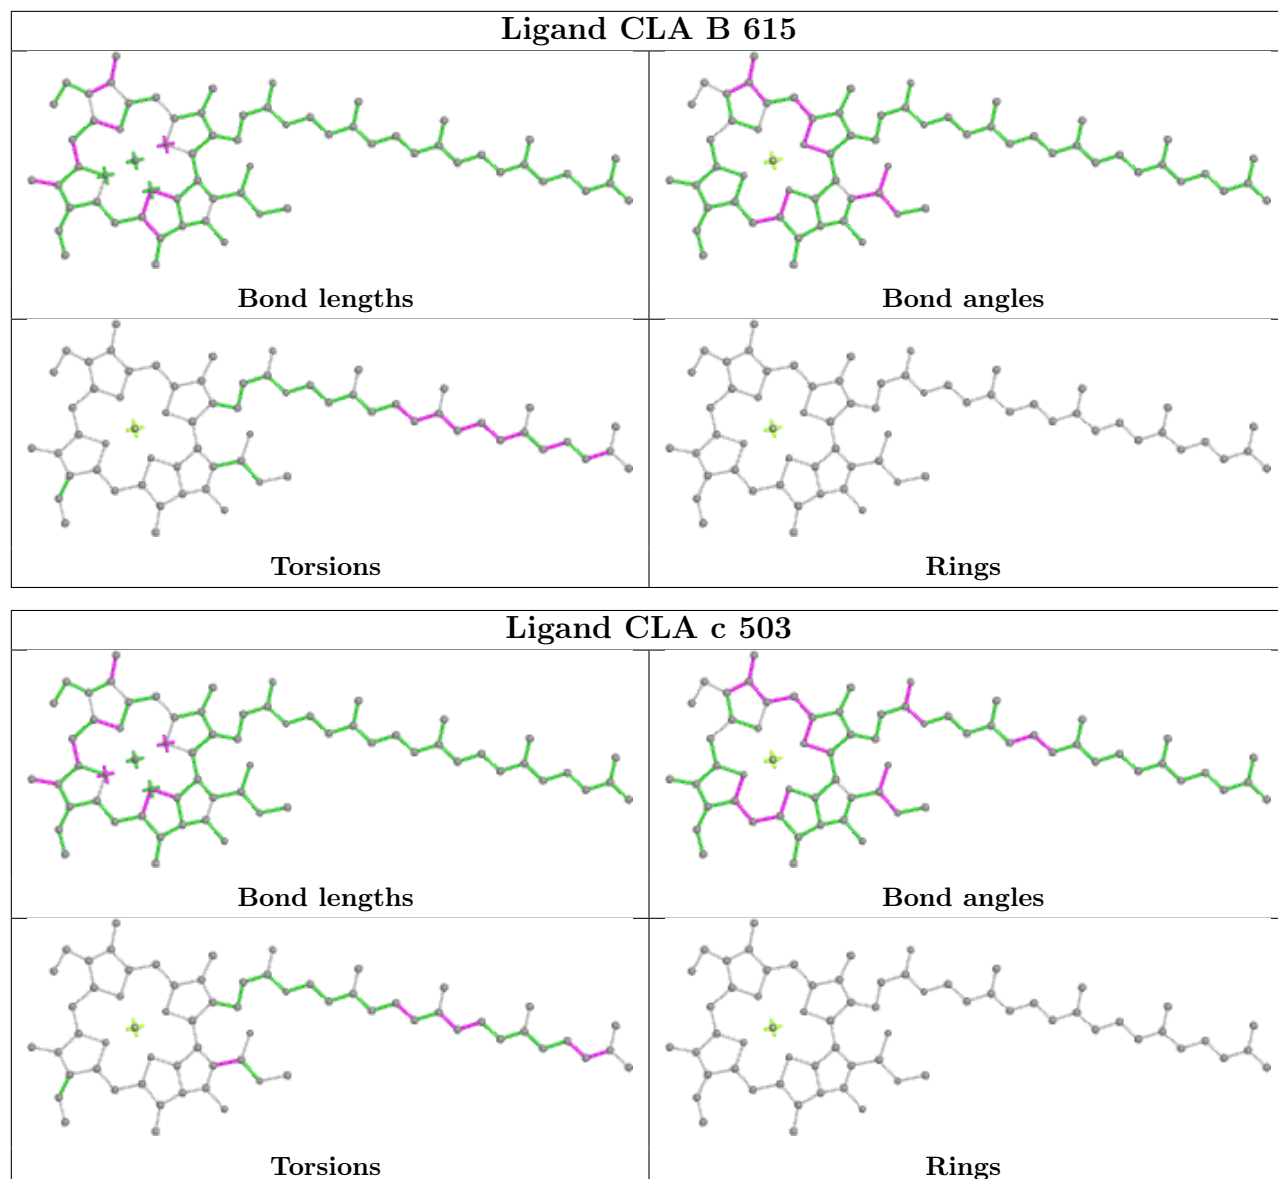 Ligand CLA B 615
Bond lengths
Bond angles
Torsions
Rings
Ligand CLA c 503
Bond lengths
Bond angles
Torsions
Rings